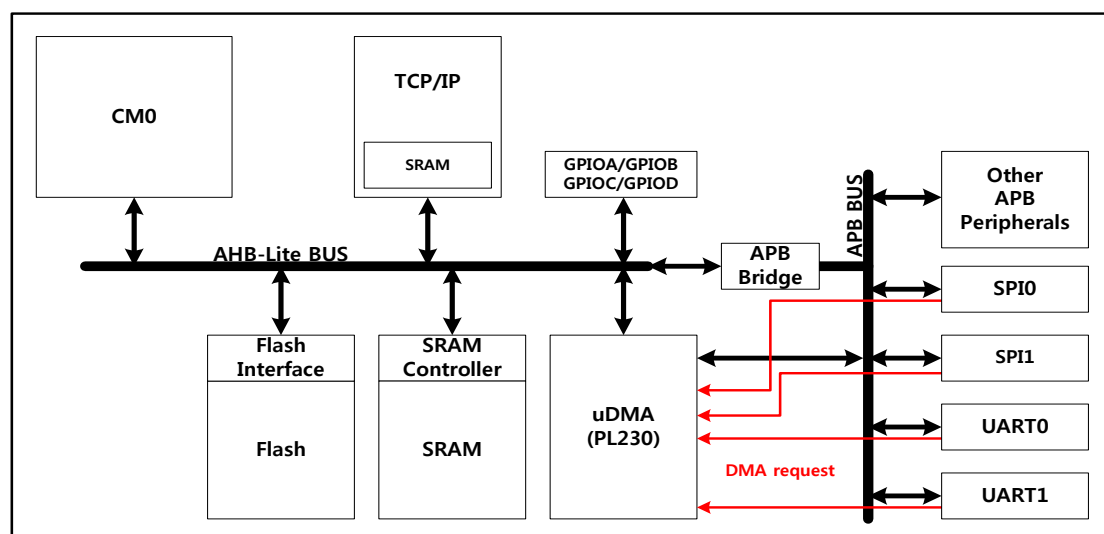 CM0
TCP/IP
SRAM
GPIOA/GPIOB
GPIOC/GPIOD
APB BUS
Other
APB
Peripherals
AHB-Lite BUS
APB
Bridge
SPI0
Flash
Interface
SRAM
Controller
SPI1
uDMA
(PL230)
UART0
Flash
SRAM
DMA request
UART1